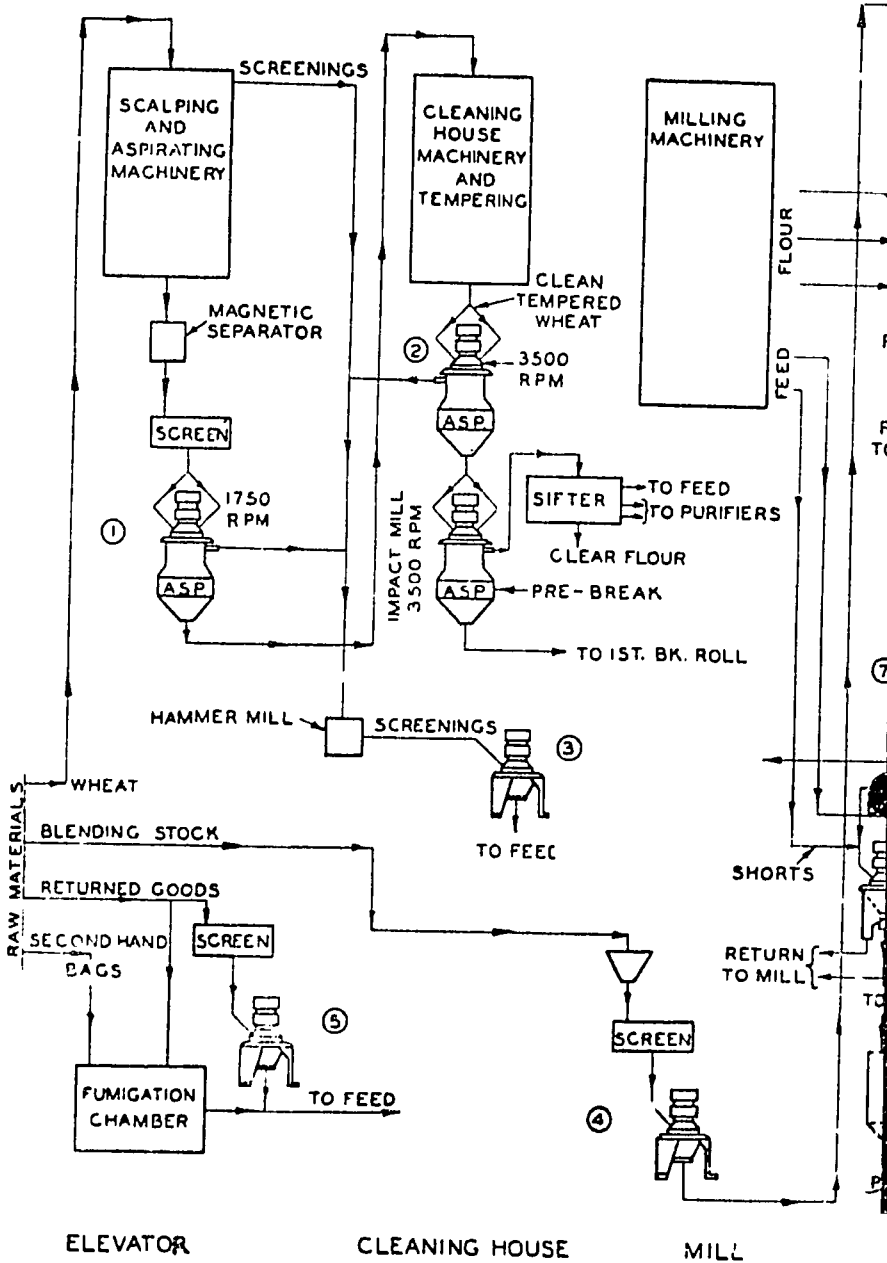 SCREENINGS
SCALPING
AND
ASPIRATING
MACHINERY
CLEANING
HOUSE
MACHINERY
AND
TEMPERING
MILLING
MACHINERY
FLOUR
FEED
MAGNETIC
SEPARATOR
CLEAN
TEMPERED
WHEAT
2
3500
RPM
A.S.P.
SCREEN
1750
RPM
1
A.S.P.
IMPACT MILL
3500 RPM
SIFTER
TO FEED
TO PURIFIERS
CLEAR FLOUR
A.S.P.
PRE-BREAK
TO 1ST. BK. ROLL
HAMMER MILL
SCREENINGS
3
TO FEED
7
RAW MATERIALS
WHEAT
BLENDING STOCK
RETURNED GOODS
SECOND HAND
BAGS
SCREEN
5
FUMIGATION
CHAMBER
TO FEED
SHORTS
RETURN
TO MILL
TO
SCREEN
4
ELEVATOR
CLEANING HOUSE
MILL